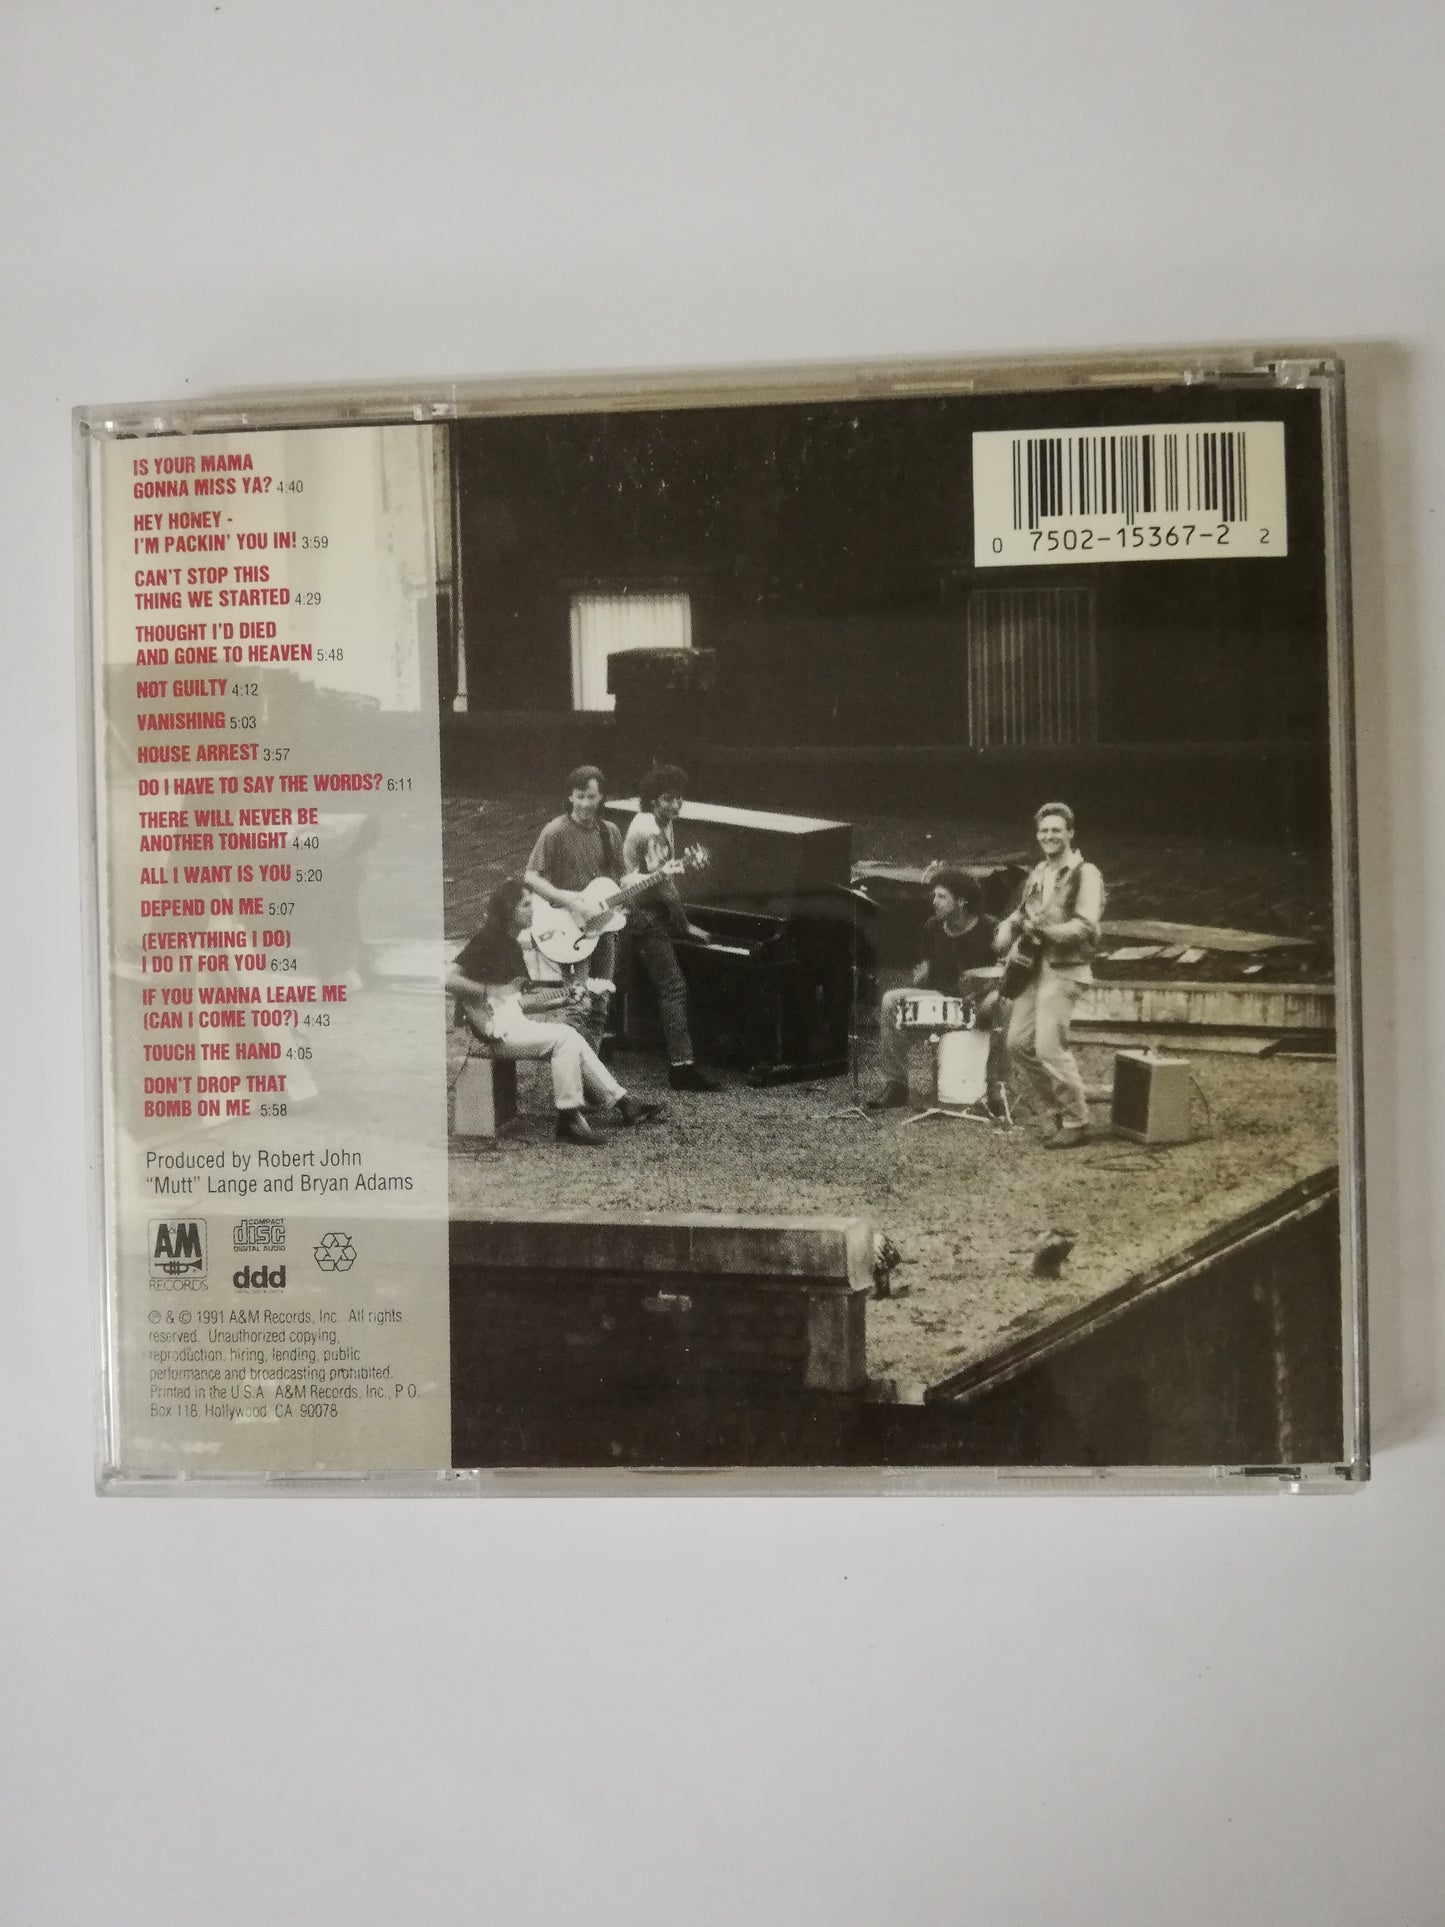 IS YOUR MAMA
GONNA MISS YA? 4:40
HEY HONEY -
I'M PACKIN' YOU IN! 3:59
CAN'T STOP THIS
THING WE STARTED 4:29
THOUGHT I'D DIED
AND GONE TO HEAVEN 5:48
NOT GUILTY 4:12
VANISHING 5:03
HOUSE ARREST 3:57
DO I HAVE TO SAY THE WORDS? 6:11
THERE WILL NEVER BE
ANOTHER TONIGHT 4:40
ALL I WANT IS YOU 5:20
DEPEND ON ME 5:07
(EVERYTHING I DO)
I DO IT FOR YOU 6:34
IF YOU WANNA LEAVE ME
(CAN I COME TOO?) 4:43
TOUCH THE HAND 4:05
DON'T DROP THAT
BOMB ON ME 5:58
Produced by Robert John
"Mutt" Lange and Bryan Adams
A&M
RECORDS
COMPACT
disc
DIGITAL AUDIO
ddd
℗ & © 1991 A&M Records, Inc. All rights
reserved. Unauthorized copying,
reproduction, hiring, lending, public
performance and broadcasting prohibited.
Printed in the U.S.A. A&M Records, Inc., P.O.
Box 118, Hollywood, CA 90078
0 7502-15367-2 2